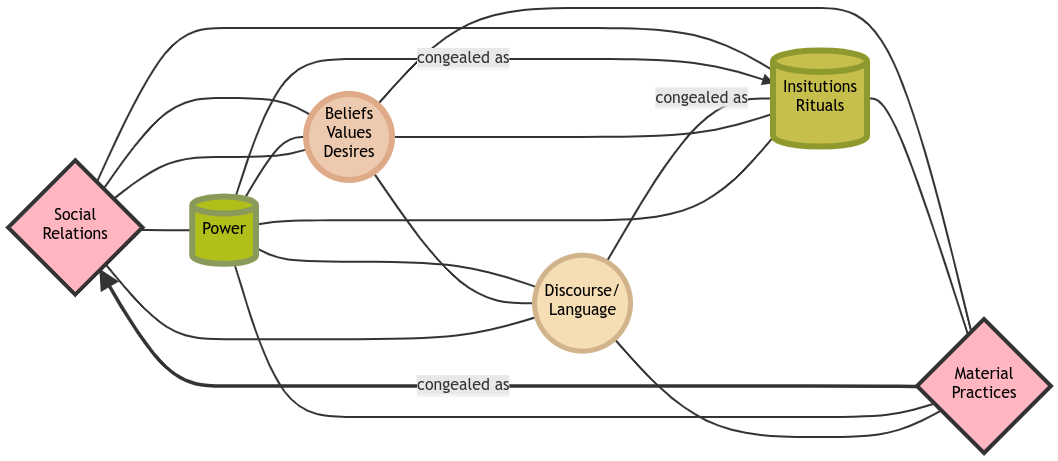 congealed as
Insitutions
Rituals
congealed as
Beliefs
Values
Desires
Social
Relations
Power
Discourse/
Language
congealed as
Material
Practices